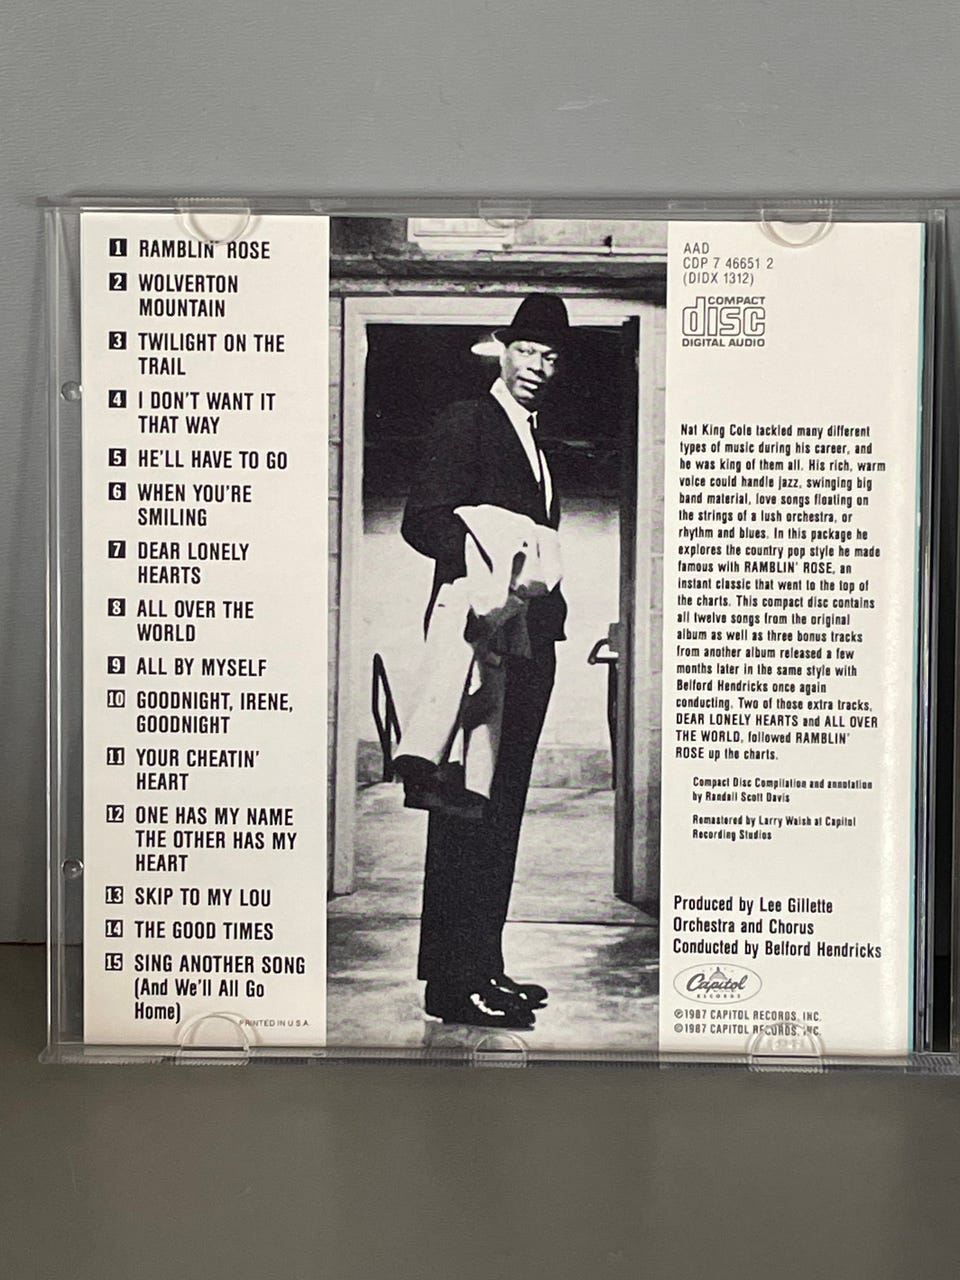 1 RAMBLIN' ROSE
2 WOLVERTON
MOUNTAIN
3 TWILIGHT ON THE
TRAIL
4 I DON'T WANT IT
THAT WAY
5 HE'LL HAVE TO GO
6 WHEN YOU'RE
SMILING
7 DEAR LONELY
HEARTS
8 ALL OVER THE
WORLD
9 ALL BY MYSELF
10 GOODNIGHT, IRENE,
GOODNIGHT
11 YOUR CHEATIN'
HEART
12 ONE HAS MY NAME
THE OTHER HAS MY
HEART
13 SKIP TO MY LOU
14 THE GOOD TIMES
15 SING ANOTHER SONG
(And We'll All Go
Home)
PRINTED IN U.S.A.
AAD
CDP 7 46651 2
(DIDX 1312)
COMPACT
disc
DIGITAL AUDIO
Nat King Cole tackled many different
types of music during his career, and
he was king of them all. His rich, warm
voice could handle jazz, swinging big
band material, love songs floating on
the strings of a lush orchestra, or
rhythm and blues. In this package he
explores the country pop style he made
famous with RAMBLIN' ROSE, an
instant classic that went to the top of
the charts. This compact disc contains
all twelve songs from the original
album as well as three bonus tracks
from another album released a few
months later in the same style with
Belford Hendricks once again
conducting. Two of those extra tracks,
DEAR LONELY HEARTS and ALL OVER
THE WORLD, followed RAMBLIN'
ROSE up the charts.
Compact Disc Compilation and annotation
by Randall Scott Davis
Remastered by Larry Walsh at Capitol
Recording Studios
Produced by Lee Gillette
Orchestra and Chorus
Conducted by Belford Hendricks
Capitol
RECORDS
℗1987 CAPITOL RECORDS, INC.
©1987 CAPITOL RECORDS, INC.